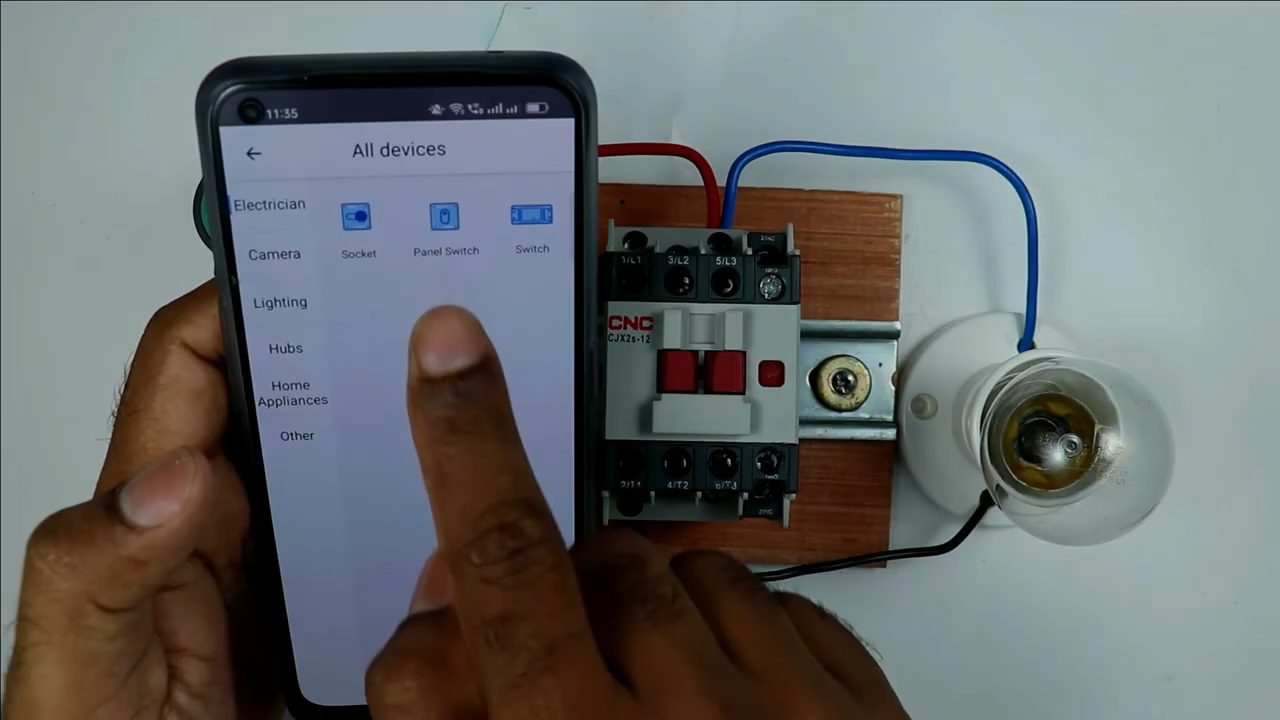 11:35
All devices
Electrician
Socket
Panel Switch
Switch
Camera
Lighting
Hubs
Home
Appliances
Other
1/L1 3/L2 5/L3
CNC
CJX2s-12
2/T1 4/T2 6/T3